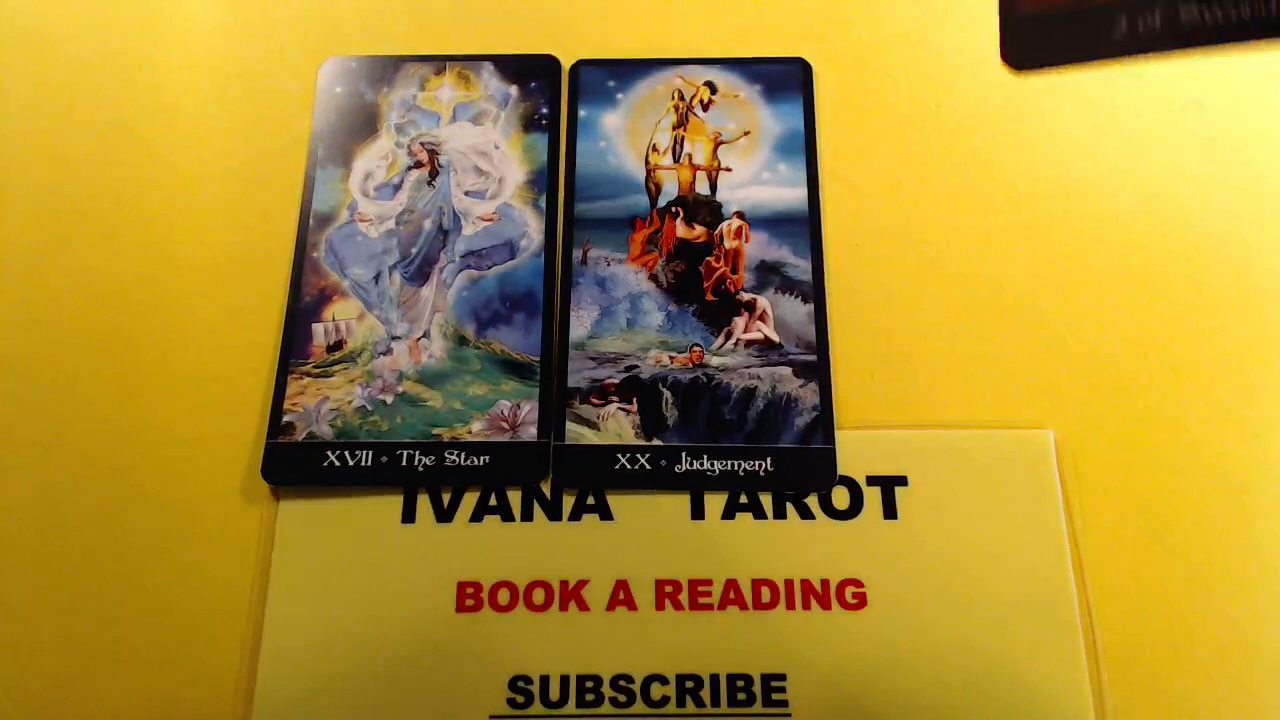 XVII The Star
XX Judgement
IVANA TAROT
BOOK A READING
SUBSCRIBE